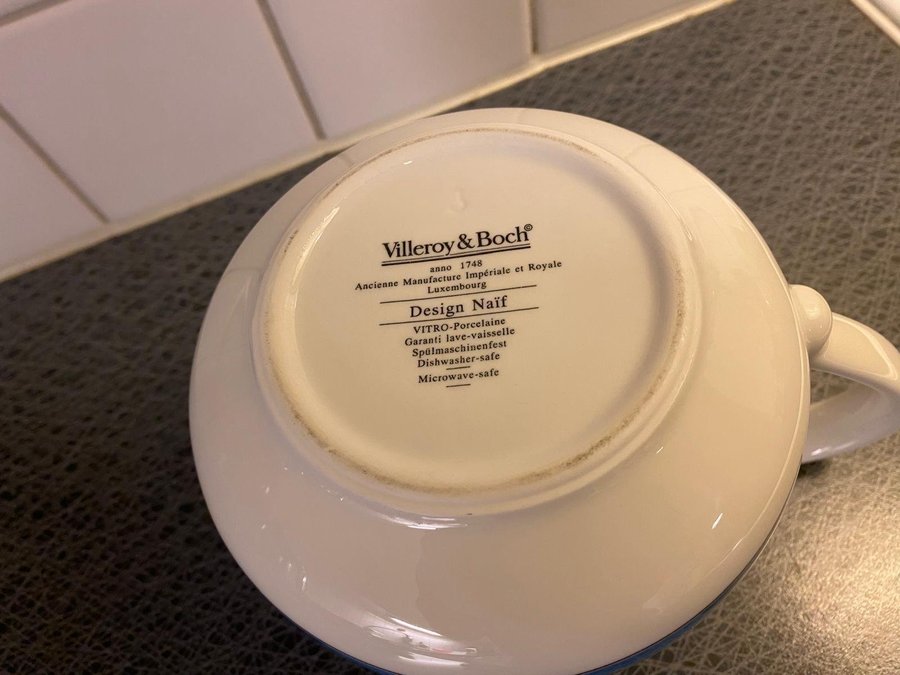 Villeroy & Boch©
anno 1748
Ancienne Manufacture Impériale et Royale
Luxembourg
Design Naïf
VITRO-Porcelaine
Garanti lave-vaisselle
Spülmaschinenfest
Dishwasher-safe
Microwave-safe